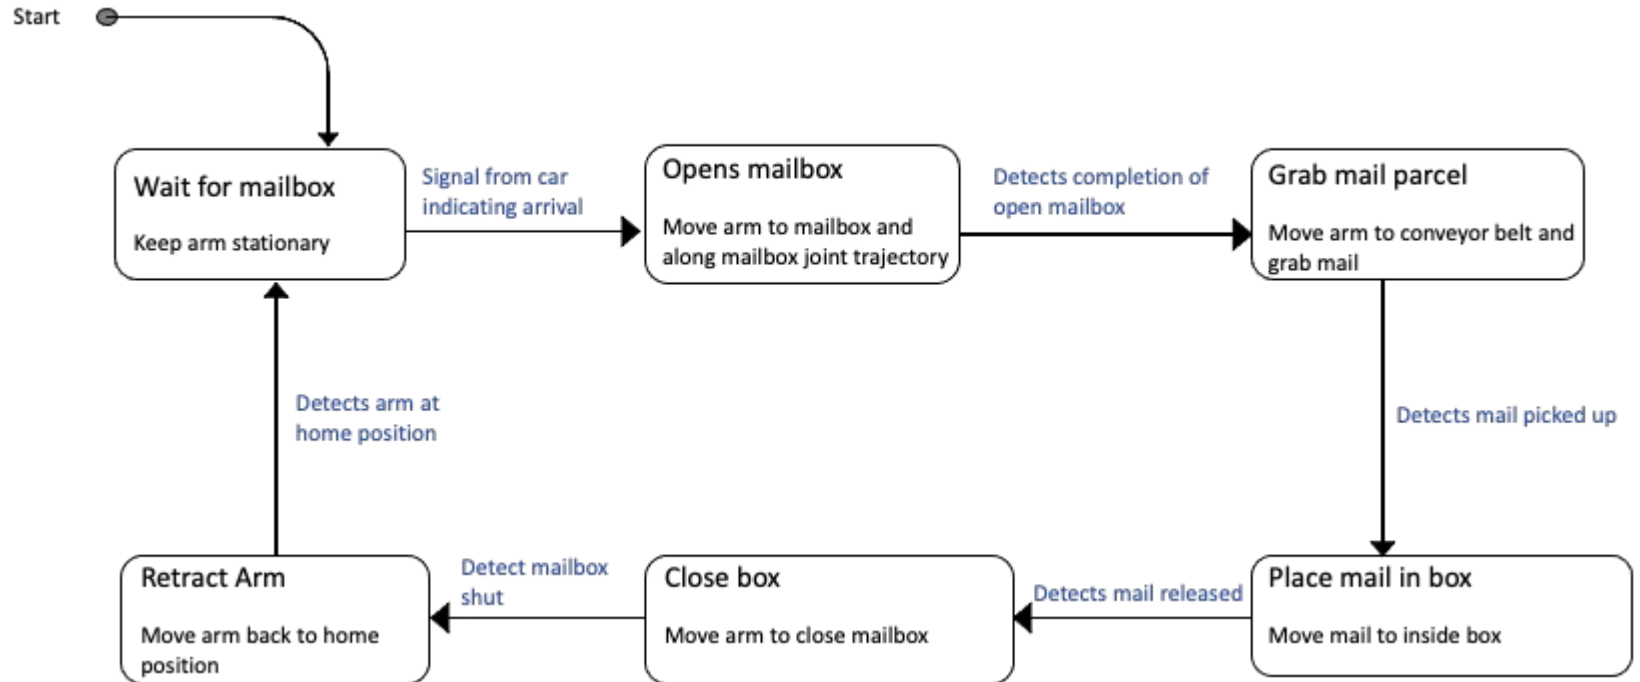 Start
Wait for mailbox
Keep arm stationary
Signal from car
indicating arrival
Opens mailbox
Move arm to mailbox and
along mailbox joint trajectory
Detects completion of
open mailbox
Grab mail parcel
Move arm to conveyor belt and
grab mail
Detects mail picked up
Place mail in box
Move mail to inside box
Detects mail released
Close box
Move arm to close mailbox
Detect mailbox
shut
Retract Arm
Move arm back to home
position
Detects arm at
home position